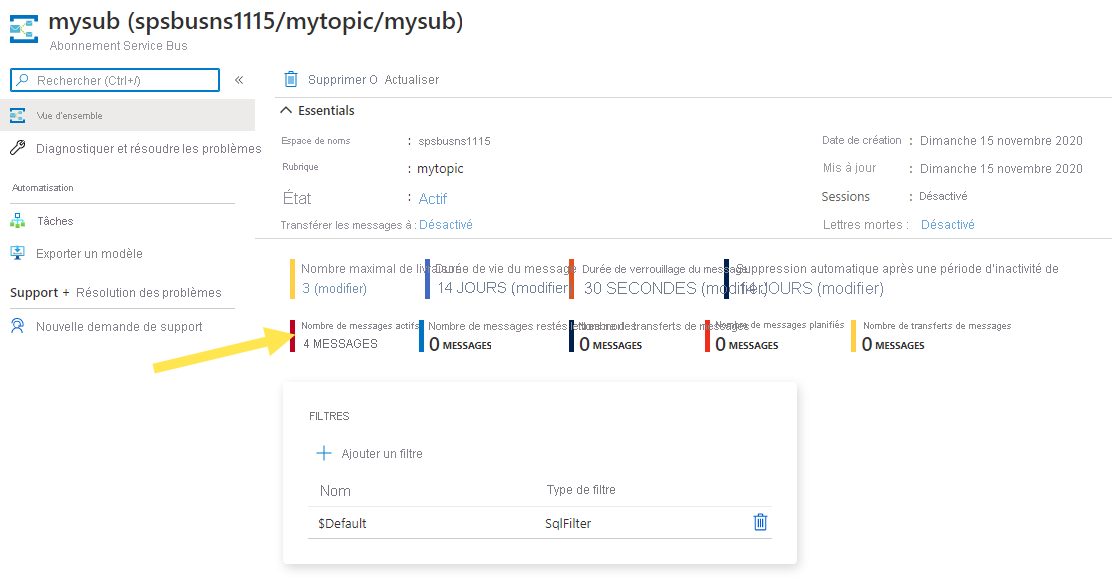 mysub (spsbusns1115/mytopic/mysub)
Abonnement Service Bus
Rechercher (Ctrl+/)
«
Supprimer O Actualiser
Vue d'ensemble
Diagnostiquer et résoudre les problèmes
Automatisation
Tâches
Exporter un modèle
Support + Résolution des problèmes
Nouvelle demande de support
Essentials
Espace de noms : spsbusns1115
Rubrique : mytopic
État : Actif
Transférer les messages à : Désactivé
Date de création : Dimanche 15 novembre 2020
Mis à jour : Dimanche 15 novembre 2020
Sessions : Désactivé
Lettres mortes : Désactivé
Nombre maximal de livraisons
3 (modifier)
Durée de vie du message
14 JOURS (modifier)
Durée de verrouillage du message
30 SECONDES (modifier)
Suppression automatique après une période d'inactivité de
14 JOURS (modifier)
Nombre de messages actifs
4 MESSAGES
Nombre de messages restés lettres mortes
0 MESSAGES
Nombre de transferts de messages
0 MESSAGES
Nombre de messages planifiés
0 MESSAGES
Nombre de transferts de messages
0 MESSAGES
FILTRES
Ajouter un filtre
Nom Type de filtre
$Default SqlFilter